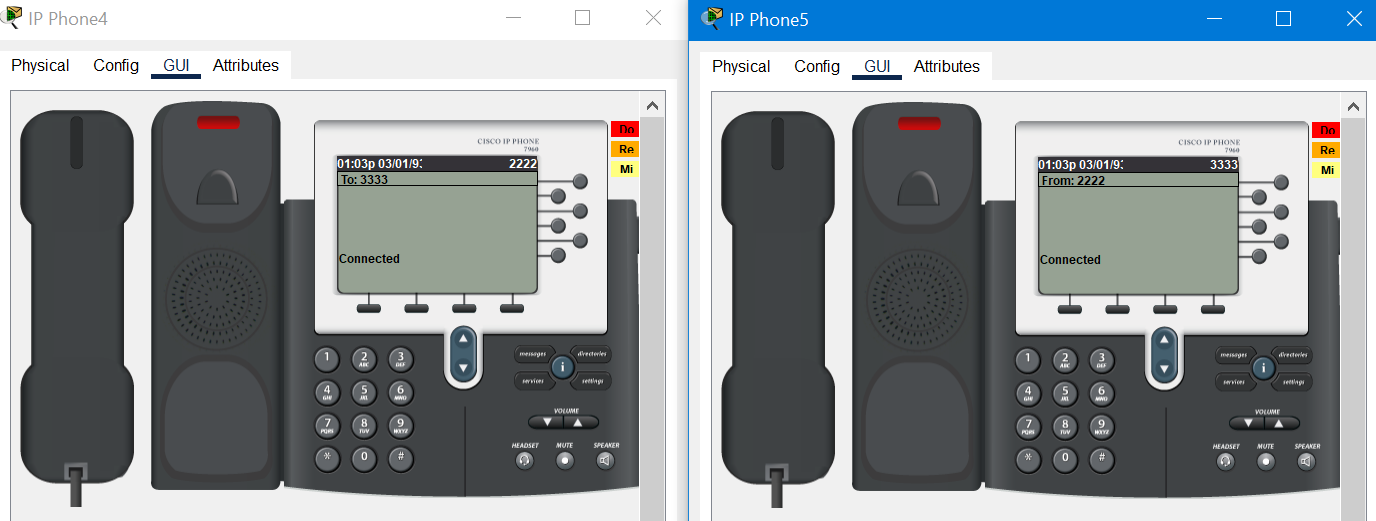 IP Phone4
Physical Config GUI Attributes
CISCO IP PHONE
7960
01:03p 03/01/93 2222
To: 3333
Connected
Do
Re
Mi
1 2 ABC 3 DEF
4 GHI 5 JKL 6 MNO
7 PQRS 8 TUV 9 WXYZ
* 0 #
messages directories
i
services settings
VOLUME
HEADSET MUTE SPEAKER
IP Phone5
Physical Config GUI Attributes
CISCO IP PHONE
7960
01:03p 03/01/93 3333
From: 2222
Connected
Do
Re
Mi
1 2 ABC 3 DEF
4 GHI 5 JKL 6 MNO
7 PQRS 8 TUV 9 WXYZ
* 0 #
messages directories
i
services settings
VOLUME
HEADSET MUTE SPEAKER